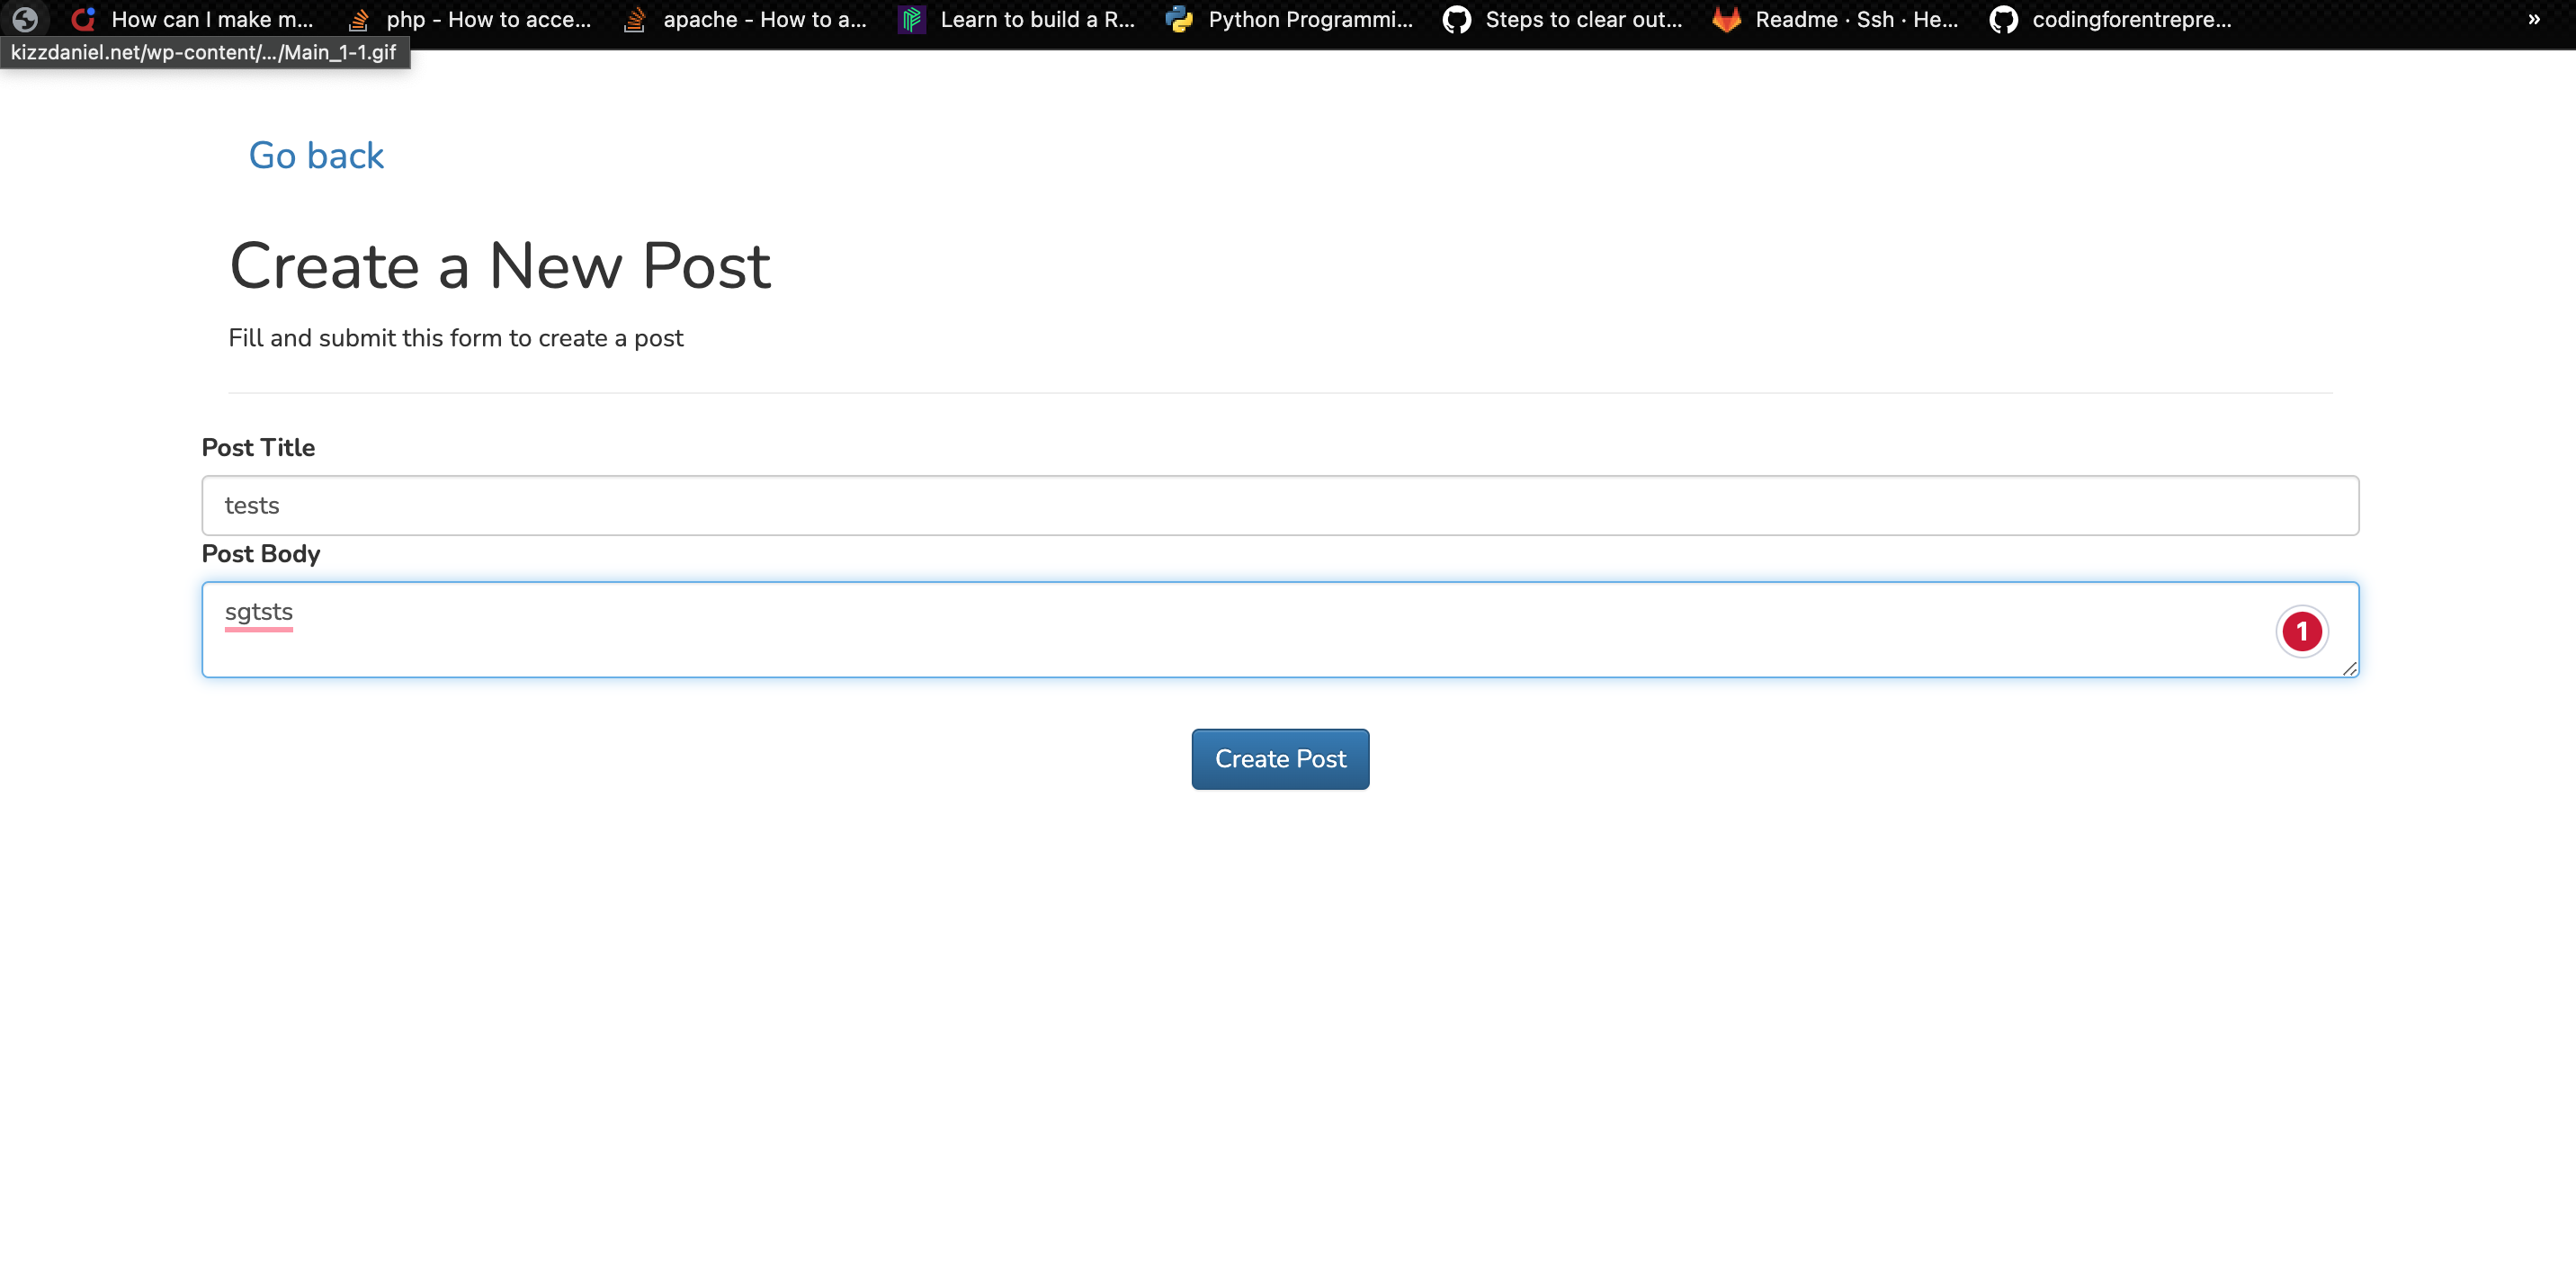 How can I make m... php - How to acce... apache - How to a... Learn to build a R... Python Programmi... Steps to clear out... Readme · Ssh · He... codingforentrepre... »
kizzdaniel.net/wp-content/.../Main_1-1.gif
Go back
Create a New Post
Fill and submit this form to create a post
Post Title
tests
Post Body
sgtsts
1
Create Post